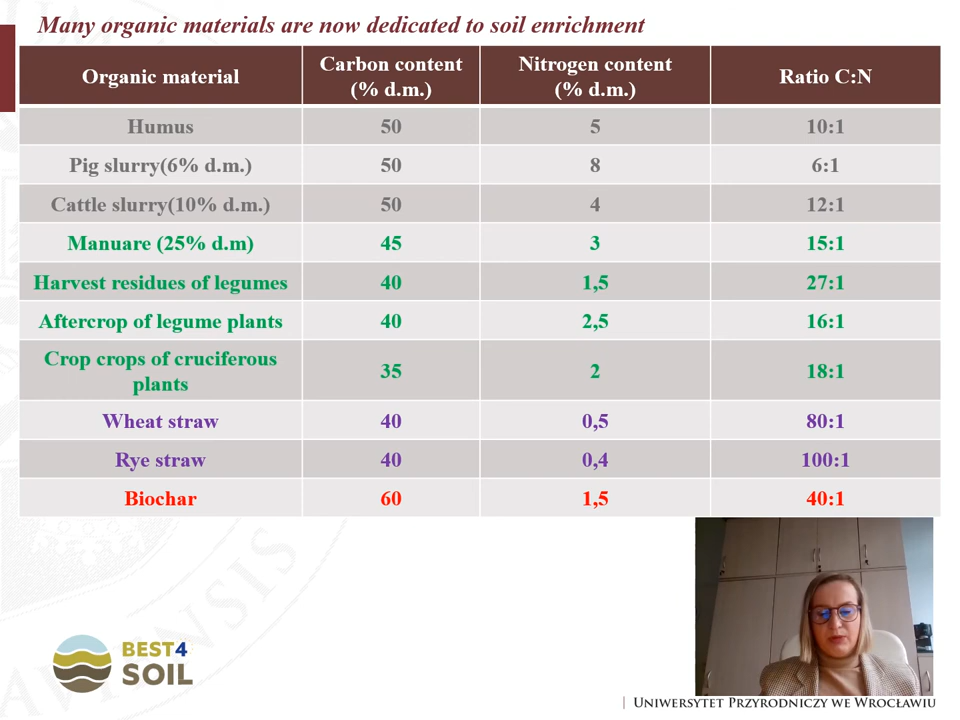 Many organic materials are now dedicated to soil enrichment
Organic material
Carbon content
(% d.m.)
Nitrogen content
(% d.m.)
Ratio C:N
Humus 50 5 10:1
Pig slurry(6% d.m.) 50 8 6:1
Cattle slurry(10% d.m.) 50 4 12:1
Manuare (25% d.m) 45 3 15:1
Harvest residues of legumes 40 1,5 27:1
Aftercrop of legume plants 40 2,5 16:1
Crop crops of cruciferous
plants
35 2 18:1
Wheat straw 40 0,5 80:1
Rye straw 40 0,4 100:1
Biochar 60 1,5 40:1
BEST4
SOIL
UNIWERSYTET PRZYRODNICZY WE WROCŁAWIU